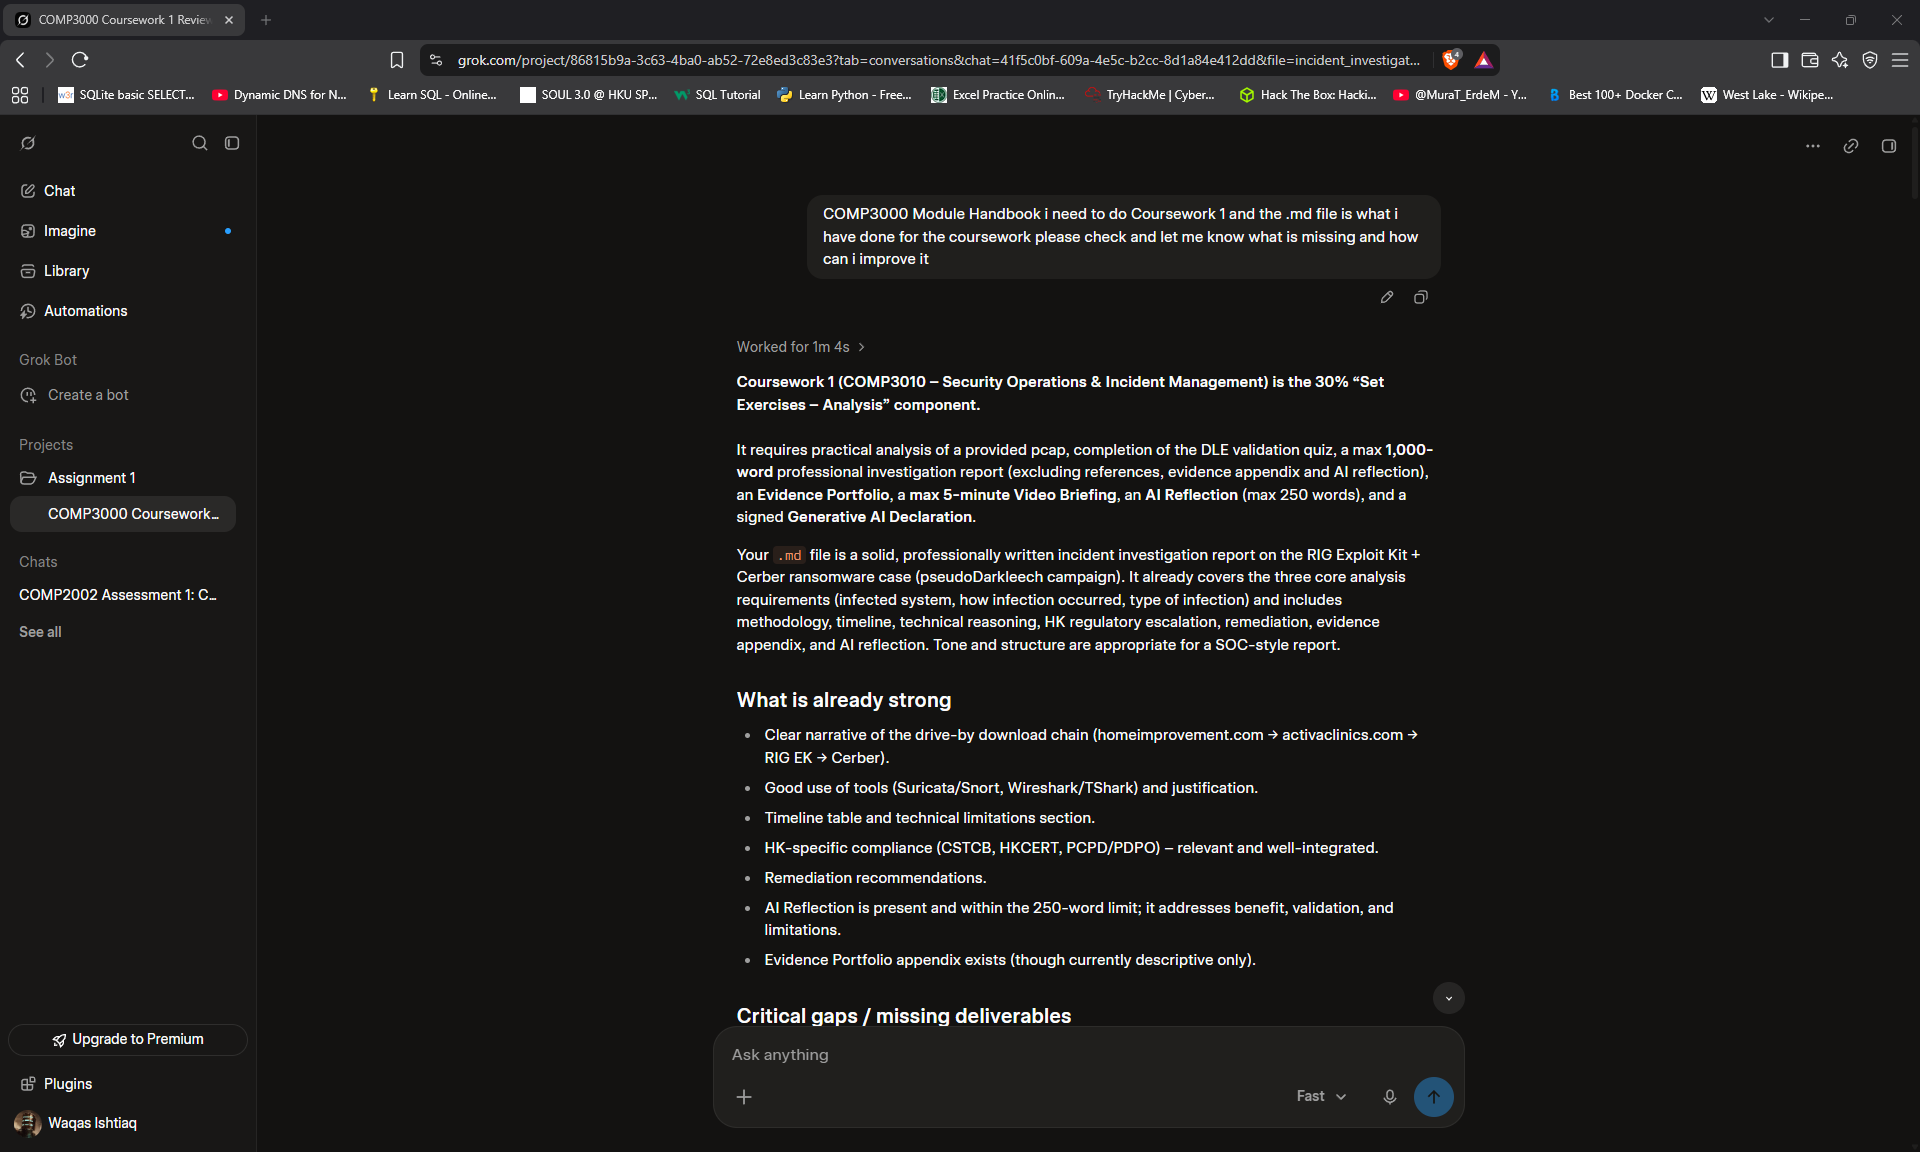 COMP3000 Coursework 1 Review
grok.com/project/86815b9a-3c63-4ba0-ab52-72e8ed3c83e3?tab=conversations&chat=41f5c0bf-609a-4e5c-b2cc-8d1a84e412dd&file=incident_investigat...
4
SQLite basic SELECT...
Dynamic DNS for N...
Learn SQL - Online...
SOUL 3.0 @ HKU SP...
SQL Tutorial
Learn Python - Free...
Excel Practice Onlin...
TryHackMe | Cyber...
Hack The Box: Hacki...
@MuraT_ErdeM - Y...
Best 100+ Docker C...
West Lake - Wikipe...
Chat
Imagine
Library
Automations
Grok Bot
Create a bot
Projects
Assignment 1
COMP3000 Coursework...
Chats
COMP2002 Assessment 1: C...
See all
Upgrade to Premium
Plugins
Waqas Ishtiaq
COMP3000 Module Handbook i need to do Coursework 1 and the .md file is what i
have done for the coursework please check and let me know what is missing and how
can i improve it
Worked for 1m 4s
Coursework 1 (COMP3010 – Security Operations & Incident Management) is the 30% “Set
Exercises – Analysis” component.
It requires practical analysis of a provided pcap, completion of the DLE validation quiz, a max 1,000-
word professional investigation report (excluding references, evidence appendix and AI reflection),
an Evidence Portfolio, a max 5-minute Video Briefing, an AI Reflection (max 250 words), and a
signed Generative AI Declaration.
Your .md file is a solid, professionally written incident investigation report on the RIG Exploit Kit +
Cerber ransomware case (pseudoDarkleech campaign). It already covers the three core analysis
requirements (infected system, how infection occurred, type of infection) and includes
methodology, timeline, technical reasoning, HK regulatory escalation, remediation, evidence
appendix, and AI reflection. Tone and structure are appropriate for a SOC-style report.
What is already strong
• Clear narrative of the drive-by download chain (homeimprovement.com → activaclinics.com →
RIG EK → Cerber).
• Good use of tools (Suricata/Snort, Wireshark/TShark) and justification.
• Timeline table and technical limitations section.
• HK-specific compliance (CSTCB, HKCERT, PCPD/PDPO) – relevant and well-integrated.
• Remediation recommendations.
• AI Reflection is present and within the 250-word limit; it addresses benefit, validation, and
limitations.
• Evidence Portfolio appendix exists (though currently descriptive only).
Critical gaps / missing deliverables
Ask anything
Fast